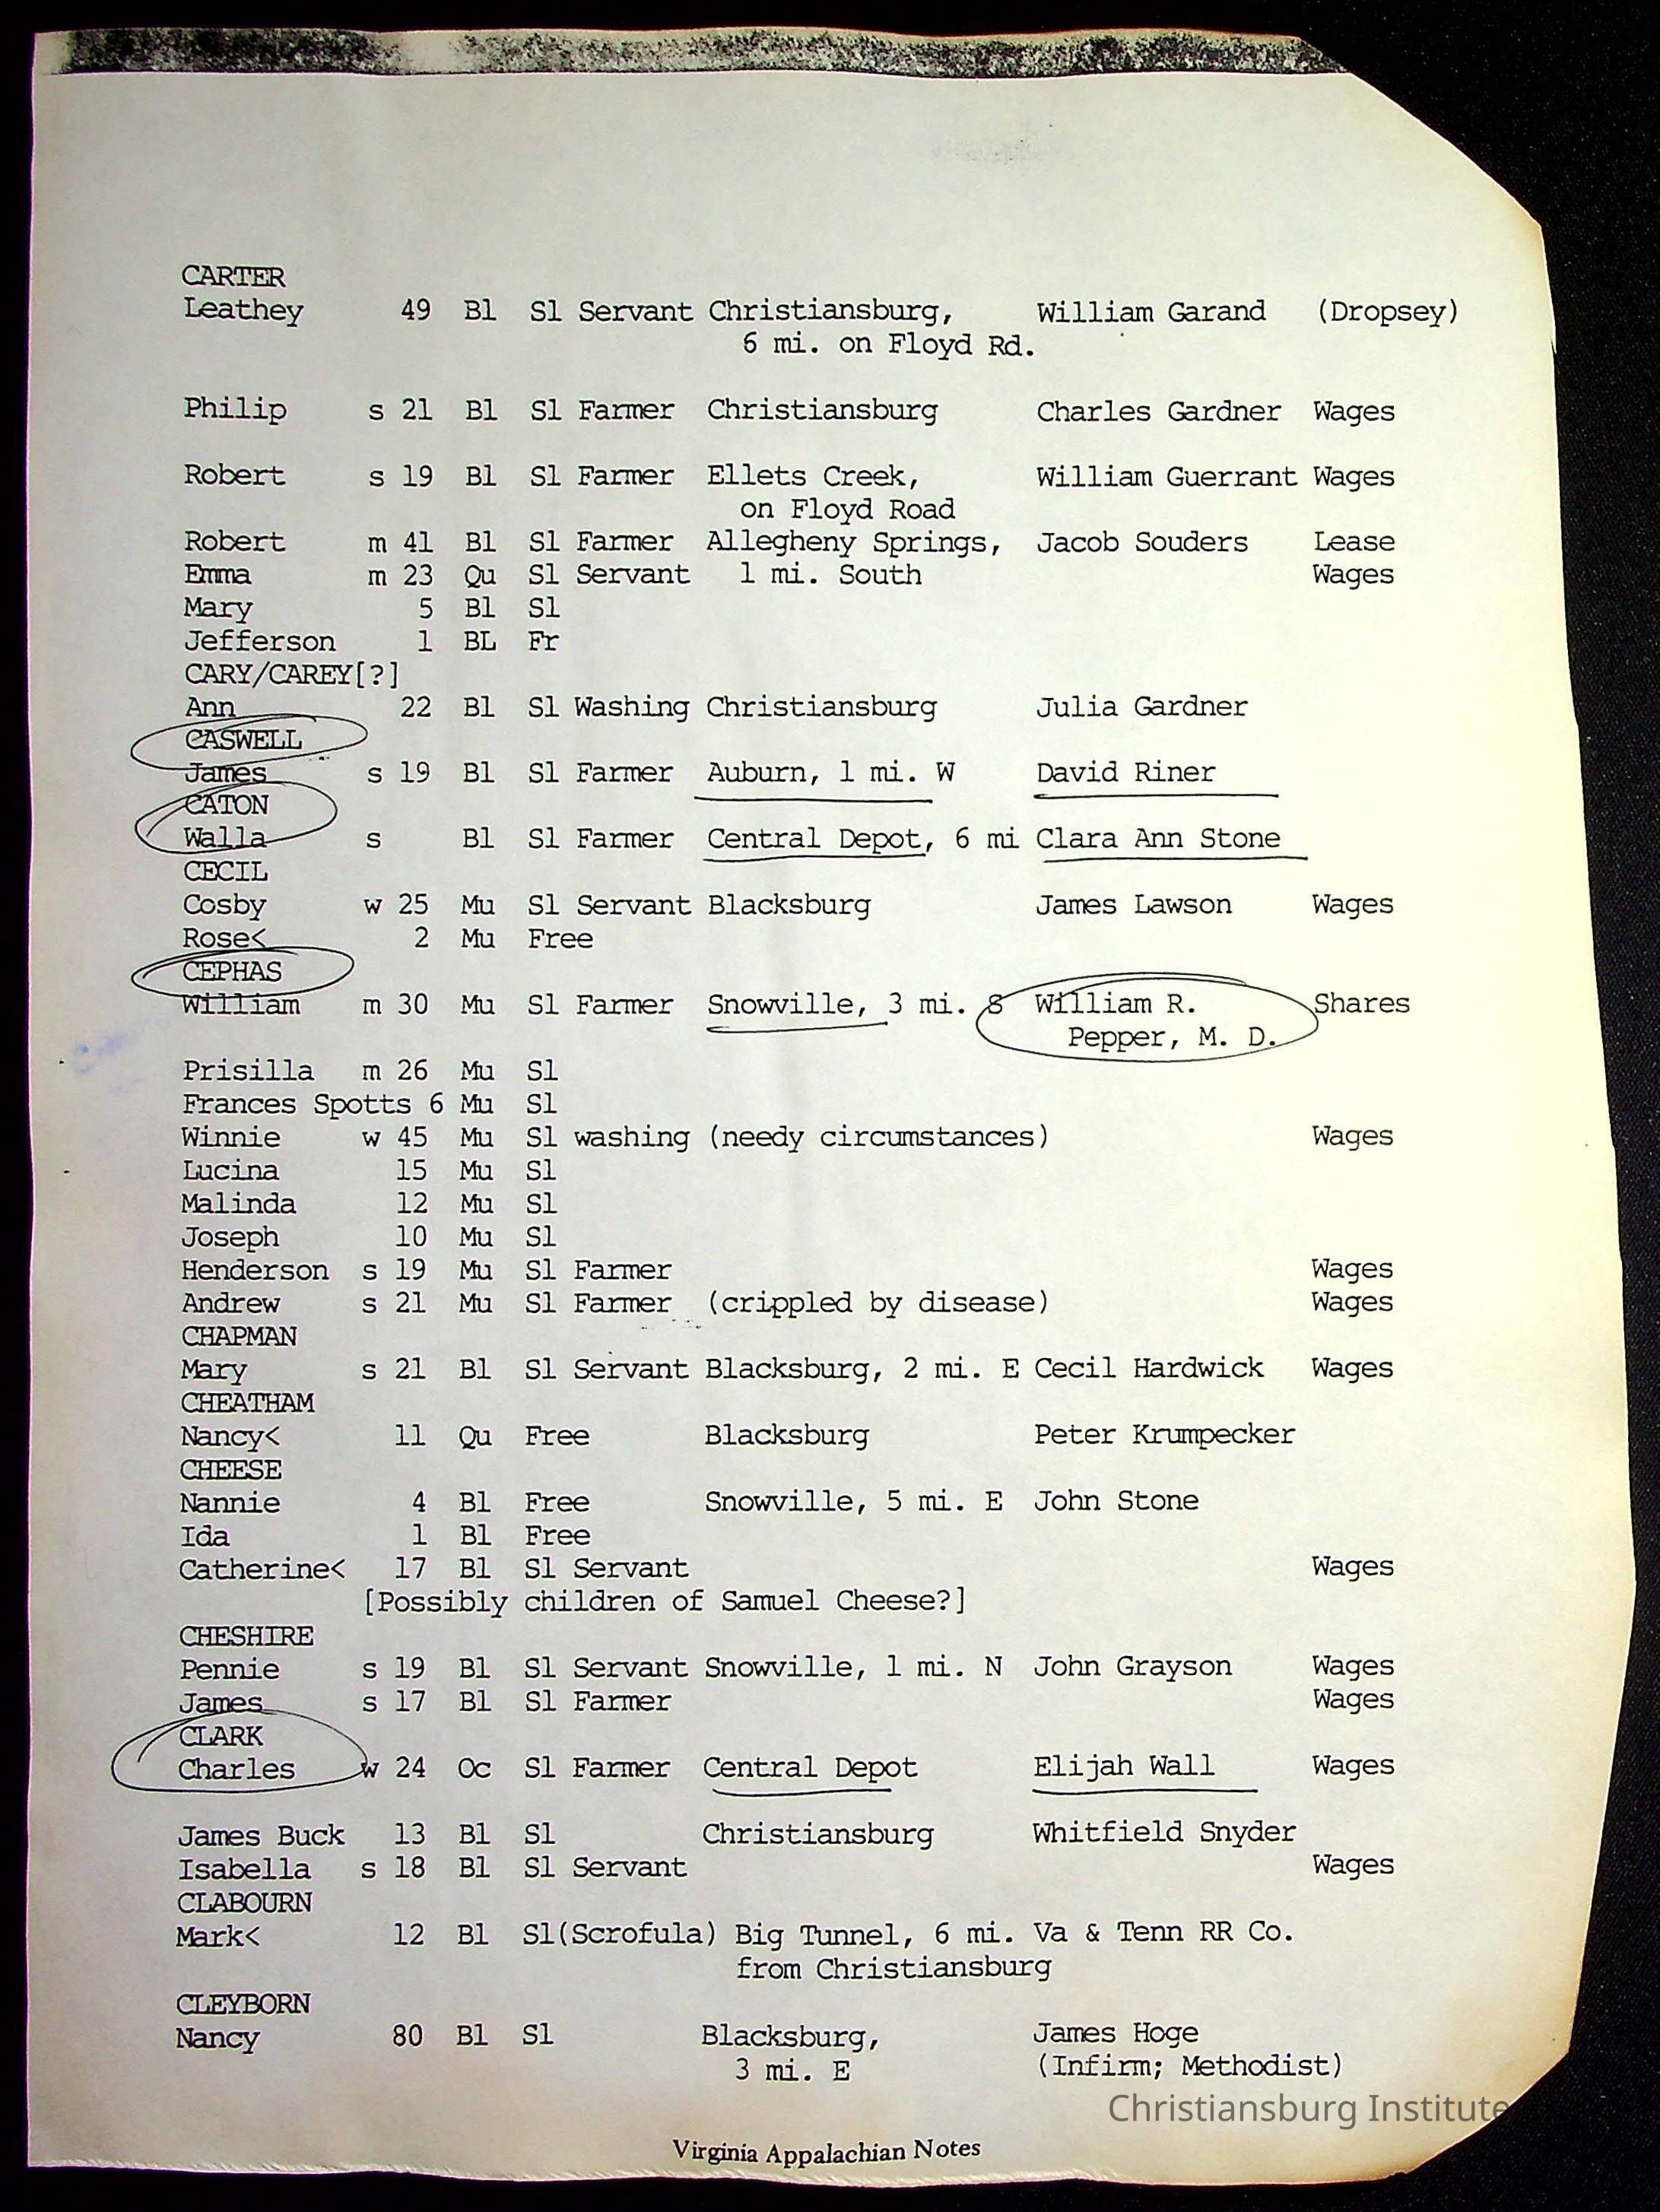 CARTER
Leathey 49 Bl Sl Servant Christiansburg, William Garand (Dropsey)
6 mi. on Floyd Rd.
Philip s 21 Bl Sl Farmer Christiansburg Charles Gardner Wages
Robert s 19 Bl Sl Farmer Ellets Creek, William Guerrant Wages
on Floyd Road
Robert m 41 Bl Sl Farmer Allegheny Springs, Jacob Souders Lease
Emma m 23 Qu Sl Servant 1 mi. South Wages
Mary 5 Bl Sl
Jefferson 1 BL Fr
CARY/CAREY[?]
Ann 22 Bl Sl Washing Christiansburg Julia Gardner
CASWELL
James s 19 Bl Sl Farmer Auburn, 1 mi. W David Riner
CATON
Walla s Bl Sl Farmer Central Depot, 6 mi Clara Ann Stone
CECIL
Cosby w 25 Mu Sl Servant Blacksburg James Lawson Wages
Rose< 2 Mu Free
CEPHAS
William m 30 Mu Sl Farmer Snowville, 3 mi. S William R. Shares
Pepper, M. D.
Prisilla m 26 Mu Sl
Frances Spotts 6 Mu Sl
Winnie w 45 Mu Sl washing (needy circumstances) Wages
Lucina 15 Mu Sl
Malinda 12 Mu Sl
Joseph 10 Mu Sl
Henderson s 19 Mu Sl Farmer Wages
Andrew s 21 Mu Sl Farmer (crippled by disease) Wages
CHAPMAN
Mary s 21 Bl Sl Servant Blacksburg, 2 mi. E Cecil Hardwick Wages
CHEATHAM
Nancy< 11 Qu Free Blacksburg Peter Krumpecker
CHEESE
Nannie 4 Bl Free Snowville, 5 mi. E John Stone
Ida 1 Bl Free
Catherine< 17 Bl Sl Servant Wages
[Possibly children of Samuel Cheese?]
CHESHIRE
Pennie s 19 Bl Sl Servant Snowville, 1 mi. N John Grayson Wages
James s 17 Bl Sl Farmer Wages
CLARK
Charles w 24 Oc Sl Farmer Central Depot Elijah Wall Wages
James Buck 13 Bl Sl Christiansburg Whitfield Snyder
Isabella s 18 Bl Sl Servant Wages
CLABOURN
Mark< 12 Bl Sl(Scrofula) Big Tunnel, 6 mi. Va & Tenn RR Co.
from Christiansburg
CLEYBORN
Nancy 80 Bl Sl Blacksburg, James Hoge
3 mi. E (Infirm; Methodist)
Christiansburg Institute
Virginia Appalachian Notes